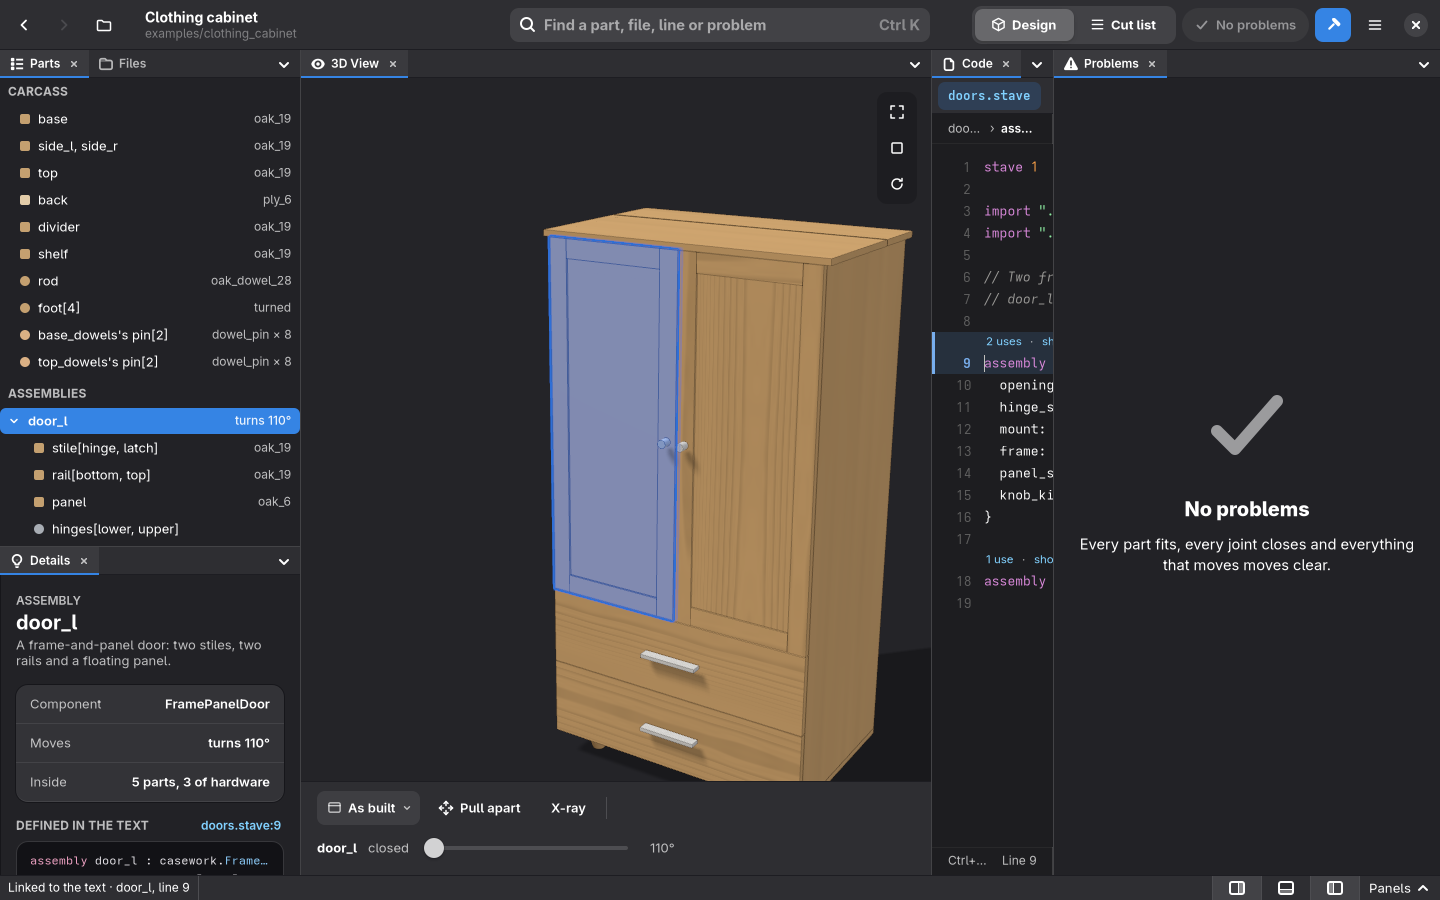 Clothing cabinet
examples/clothing_cabinet
Find a part, file, line or problem Ctrl K
Design
Cut list
No problems
Parts ×
Files
3D View ×
Code ×
Problems ×
CARCASS
base oak_19
side_l, side_r oak_19
top oak_19
back ply_6
divider oak_19
shelf oak_19
rod oak_dowel_28
foot[4] turned
base_dowels's pin[2] dowel_pin × 8
top_dowels's pin[2] dowel_pin × 8
ASSEMBLIES
door_l turns 110°
stile[hinge, latch] oak_19
rail[bottom, top] oak_19
panel oak_6
hinges[lower, upper]
Details ×
ASSEMBLY
door_l
A frame-and-panel door: two stiles, two
rails and a floating panel.
Component FramePanelDoor
Moves turns 110°
Inside 5 parts, 3 of hardware
DEFINED IN THE TEXT doors.stave:9
assembly door_l : casework.Frame…
As built
Pull apart
X-ray
door_l closed 110°
doors.stave
doo… › ass…
1 stave 1
2
3 import ".
4 import ".
5
6 // Two fr
7 // door_l
8
2 uses · sh
9 assembly
10 opening
11 hinge_s
12 mount:
13 frame:
14 panel_s
15 knob_ki
16 }
17
1 use · sho
18 assembly
19
Ctrl+… Line 9
No problems
Every part fits, every joint closes and everything
that moves moves clear.
Linked to the text · door_l, line 9
Panels